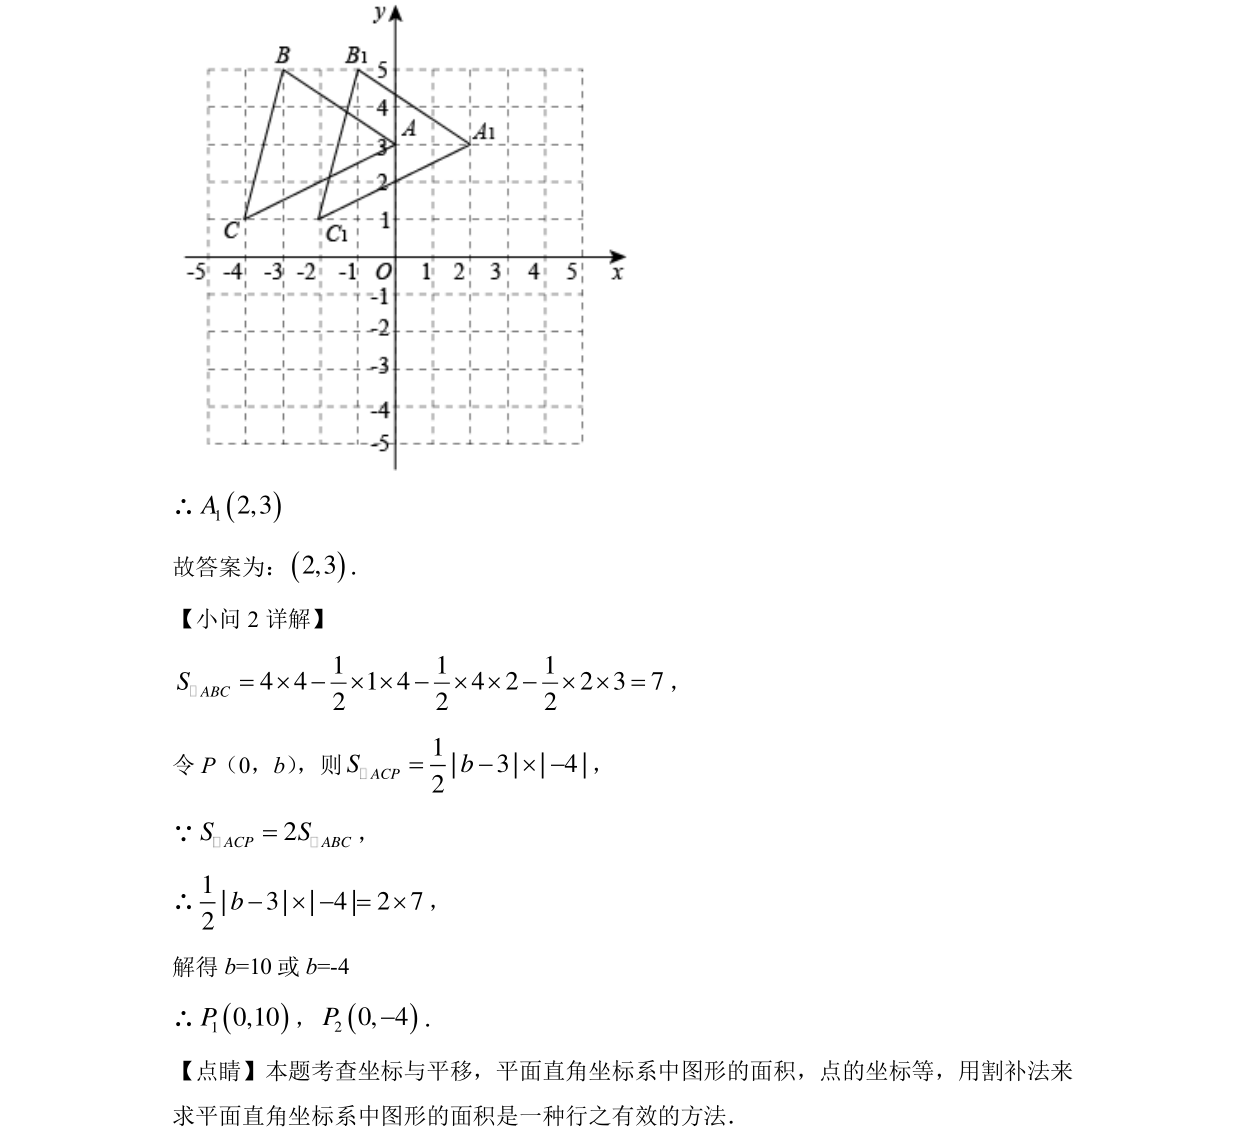 y
B B1 5
4
A A1
3
2
C C1 1
-5 -4 -3 -2 -1 O 1 2 3 4 5 x
-1
-2
-3
-4
-5
∴ A₁(2,3)
故答案为：(2,3)．
【小问 2 详解】
S□ABC = 4×4−1/2×1×4−1/2×4×2−1/2×2×3=7，
令 P（0，b），则 S□ACP = 1/2|b−3|×|−4|，
∵ S□ACP = 2S□ABC，
∴ 1/2|b−3|×|−4|=2×7，
解得 b=10 或 b=-4
∴ P₁(0,10)，P₂(0,−4)．
【点睛】本题考查坐标与平移，平面直角坐标系中图形的面积，点的坐标等，用割补法来
求平面直角坐标系中图形的面积是一种行之有效的方法．